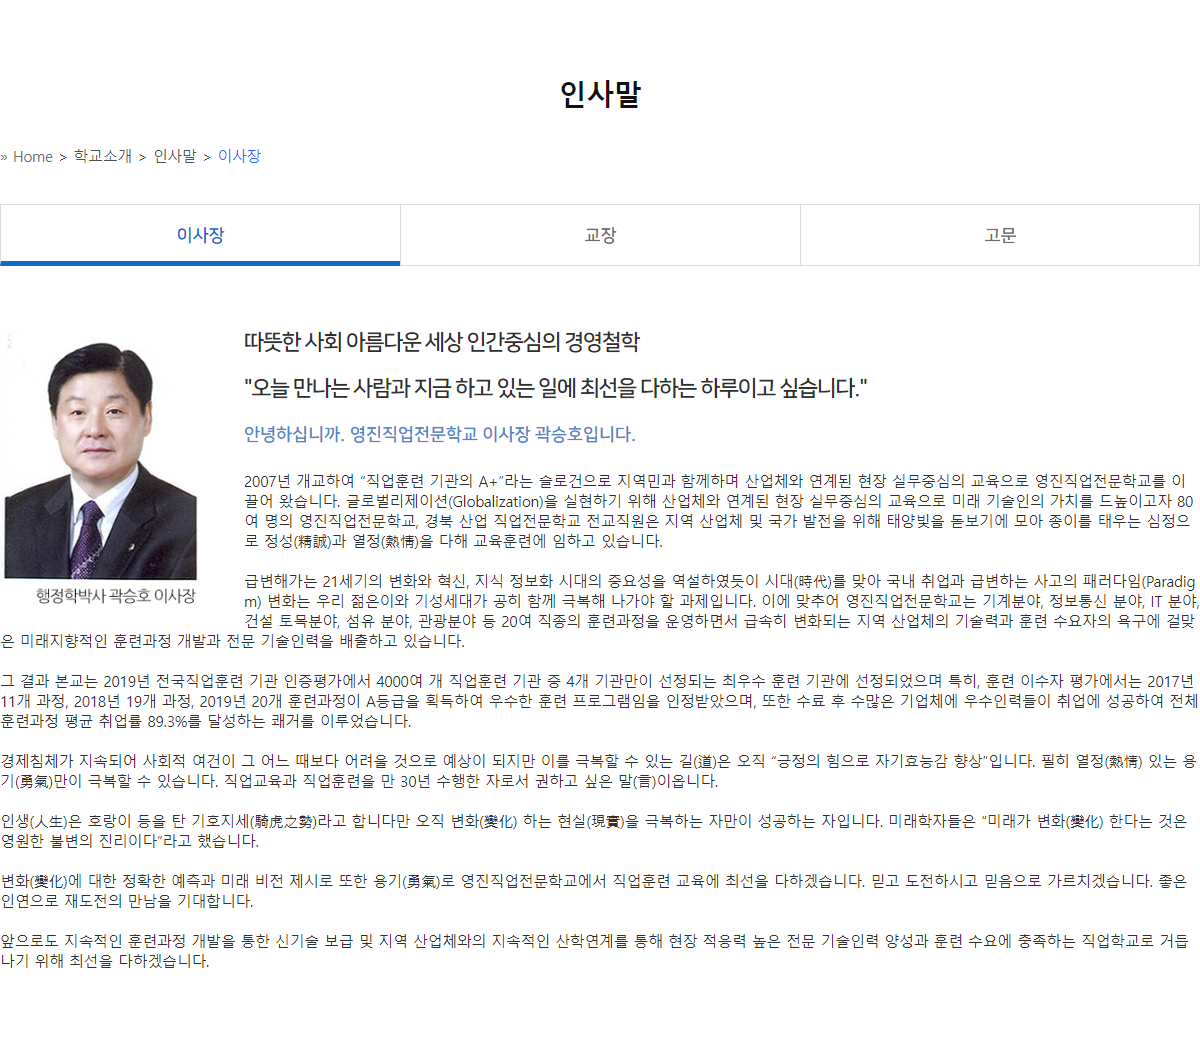 인사말
» Home > 학교소개 > 인사말 > 이사장
이사장
교장
고문
따뜻한 사회 아름다운 세상 인간중심의 경영철학
"오늘 만나는 사람과 지금 하고 있는 일에 최선을 다하는 하루이고 싶습니다."
안녕하십니까. 영진직업전문학교 이사장 곽승호입니다.
2007년 개교하여 “직업훈련 기관의 A+”라는 슬로건으로 지역민과 함께하며 산업체와 연계된 현장 실무중심의 교육으로 영진직업전문학교를 이
끌어 왔습니다. 글로벌리제이션(Globalization)을 실현하기 위해 산업체와 연계된 현장 실무중심의 교육으로 미래 기술인의 가치를 드높이고자 80
여 명의 영진직업전문학교, 경북 산업 직업전문학교 전교직원은 지역 산업체 및 국가 발전을 위해 태양빛을 돋보기에 모아 종이를 태우는 심정으
로 정성(精誠)과 열정(熱情)을 다해 교육훈련에 임하고 있습니다.
행정학박사 곽승호 이사장
급변해가는 21세기의 변화와 혁신, 지식 정보화 시대의 중요성을 역설하였듯이 시대(時代)를 맞아 국내 취업과 급변하는 사고의 패러다임(Paradig
m) 변화는 우리 젊은이와 기성세대가 공히 함께 극복해 나가야 할 과제입니다. 이에 맞추어 영진직업전문학교는 기계분야, 정보통신 분야, IT 분야,
건설 토목분야, 섬유 분야, 관광분야 등 20여 직종의 훈련과정을 운영하면서 급속히 변화되는 지역 산업체의 기술력과 훈련 수요자의 욕구에 걸맞
은 미래지향적인 훈련과정 개발과 전문 기술인력을 배출하고 있습니다.
그 결과 본교는 2019년 전국직업훈련 기관 인증평가에서 4000여 개 직업훈련 기관 중 4개 기관만이 선정되는 최우수 훈련 기관에 선정되었으며 특히, 훈련 이수자 평가에서는 2017년
11개 과정, 2018년 19개 과정, 2019년 20개 훈련과정이 A등급을 획득하여 우수한 훈련 프로그램임을 인정받았으며, 또한 수료 후 수많은 기업체에 우수인력들이 취업에 성공하여 전체
훈련과정 평균 취업률 89.3%를 달성하는 쾌거를 이루었습니다.
경제침체가 지속되어 사회적 여건이 그 어느 때보다 어려울 것으로 예상이 되지만 이를 극복할 수 있는 길(道)은 오직 “긍정의 힘으로 자기효능감 향상”입니다. 필히 열정(熱情) 있는 용
기(勇氣)만이 극복할 수 있습니다. 직업교육과 직업훈련을 만 30년 수행한 자로서 권하고 싶은 말(言)이옵니다.
인생(人生)은 호랑이 등을 탄 기호지세(騎虎之勢)라고 합니다만 오직 변화(變化) 하는 현실(現實)을 극복하는 자만이 성공하는 자입니다. 미래학자들은 “미래가 변화(變化) 한다는 것은
영원한 불변의 진리이다”라고 했습니다.
변화(變化)에 대한 정확한 예측과 미래 비전 제시로 또한 용기(勇氣)로 영진직업전문학교에서 직업훈련 교육에 최선을 다하겠습니다. 믿고 도전하시고 믿음으로 가르치겠습니다. 좋은
인연으로 재도전의 만남을 기대합니다.
앞으로도 지속적인 훈련과정 개발을 통한 신기술 보급 및 지역 산업체와의 지속적인 산학연계를 통해 현장 적응력 높은 전문 기술인력 양성과 훈련 수요에 충족하는 직업학교로 거듭
나기 위해 최선을 다하겠습니다.